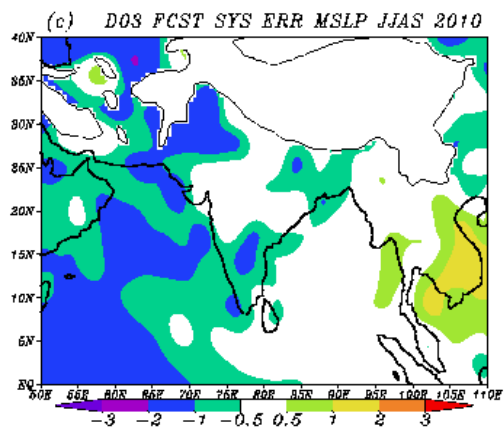 (c) D03 FCST SYS ERR MSLP JJAS 2010
40N
35N
30N
25N
20N
15N
10N
5N
EQ
50E 55E 60E 65E 70E 75E 80E 85E 90E 95E 100E 105E 110E
-3 -2 -1 -0.5 0.5 1 2 3